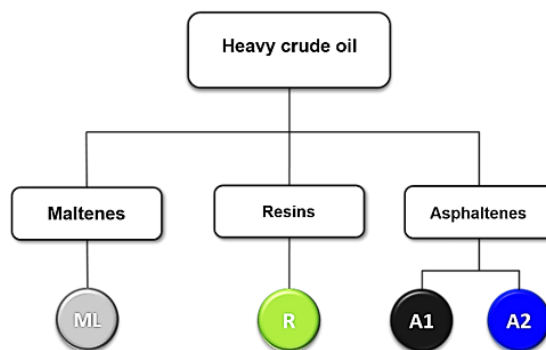 Heavy crude oil
Maltenes
Resins
Asphaltenes
ML
R
A1
A2